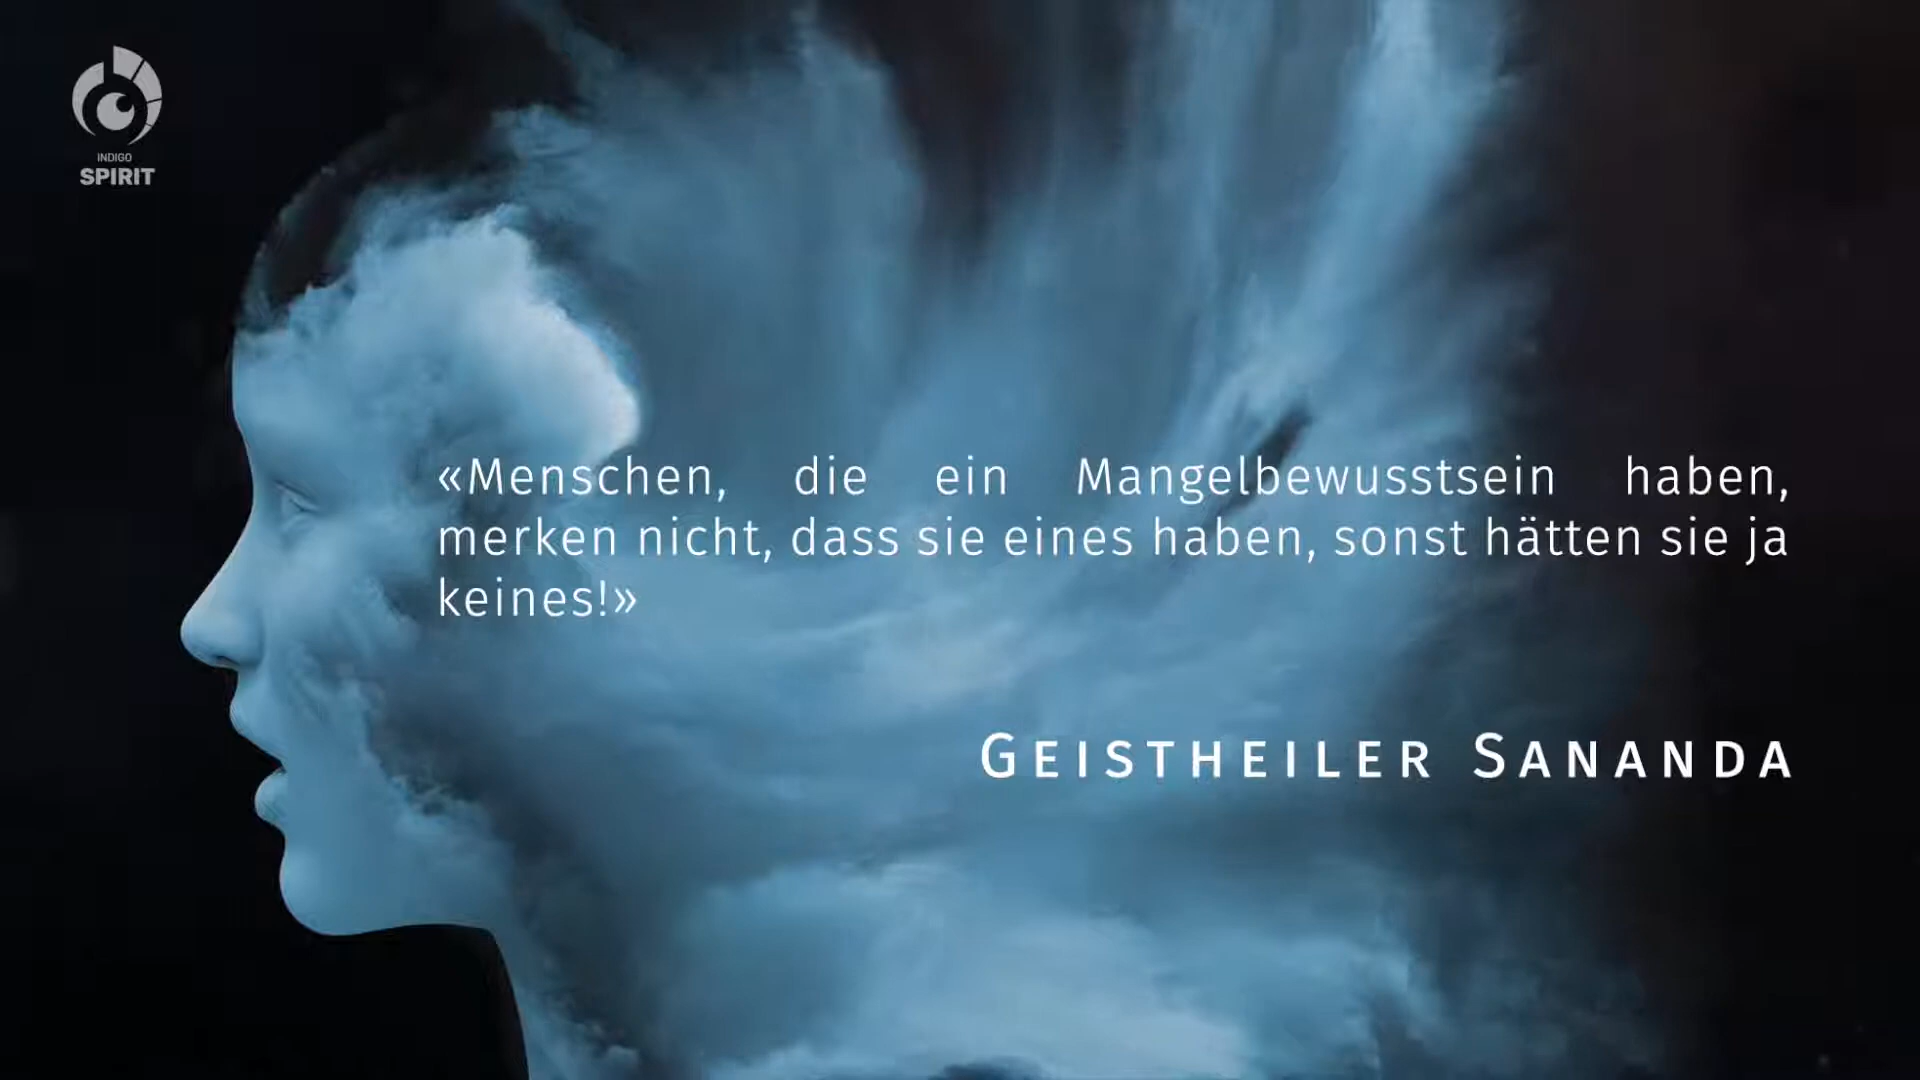 INDIGO
SPIRIT
«Menschen, die ein Mangelbewusstsein haben,
merken nicht, dass sie eines haben, sonst hätten sie ja
keines!»
GEISTHEILER SANANDA